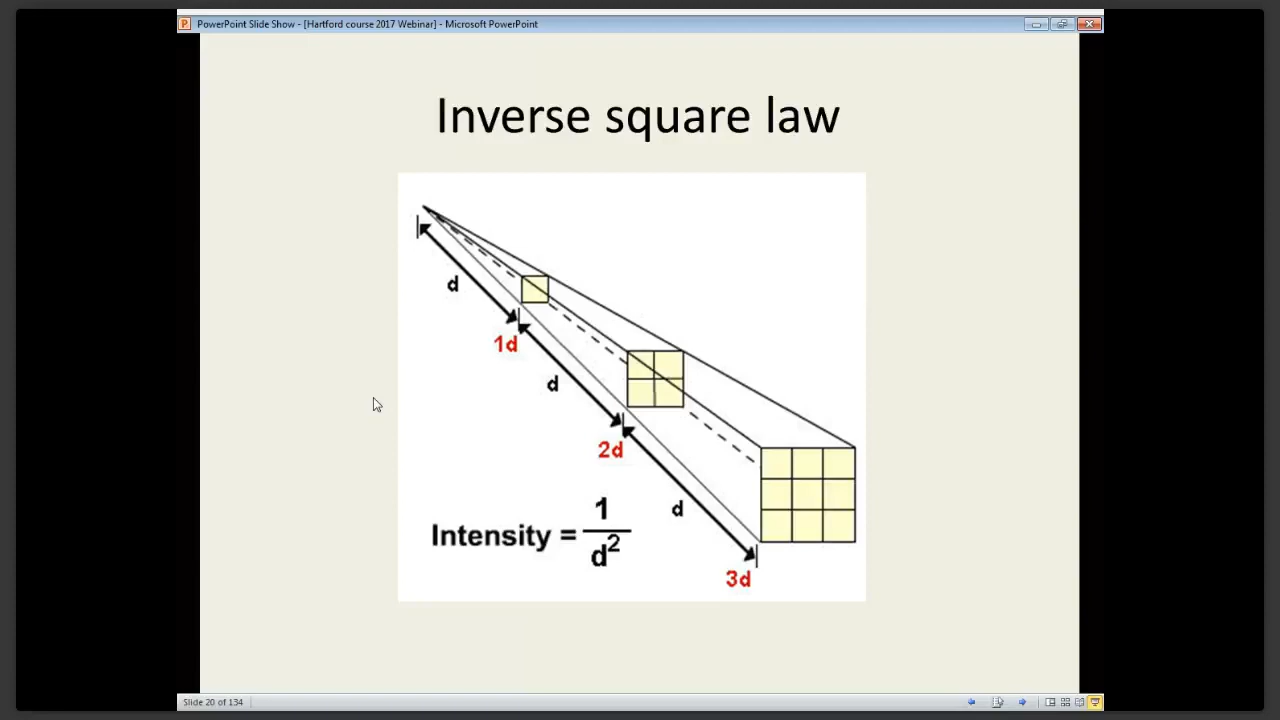 PowerPoint Slide Show - [Hartford course 2017 Webinar] - Microsoft PowerPoint
Inverse square law
d
1d
d
2d
d
3d
Intensity = 1/d²
Slide 20 of 134